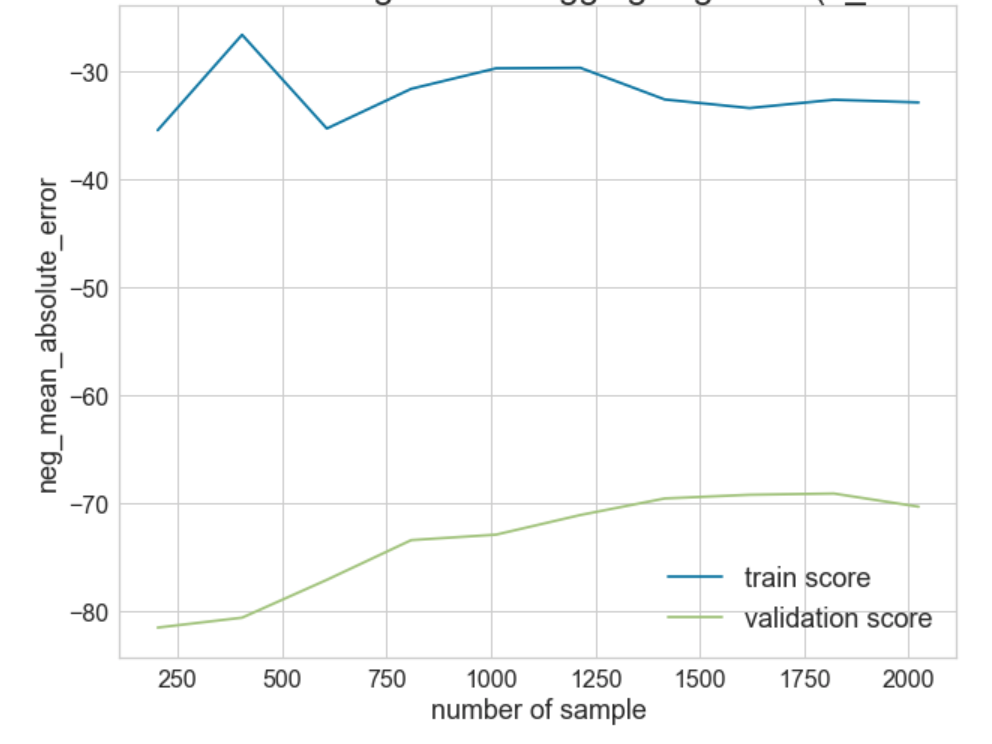 −30
−40
−50
−60
−70
−80
neg_mean_absolute_error
train score
validation score
250 500 750 1000 1250 1500 1750 2000
number of sample